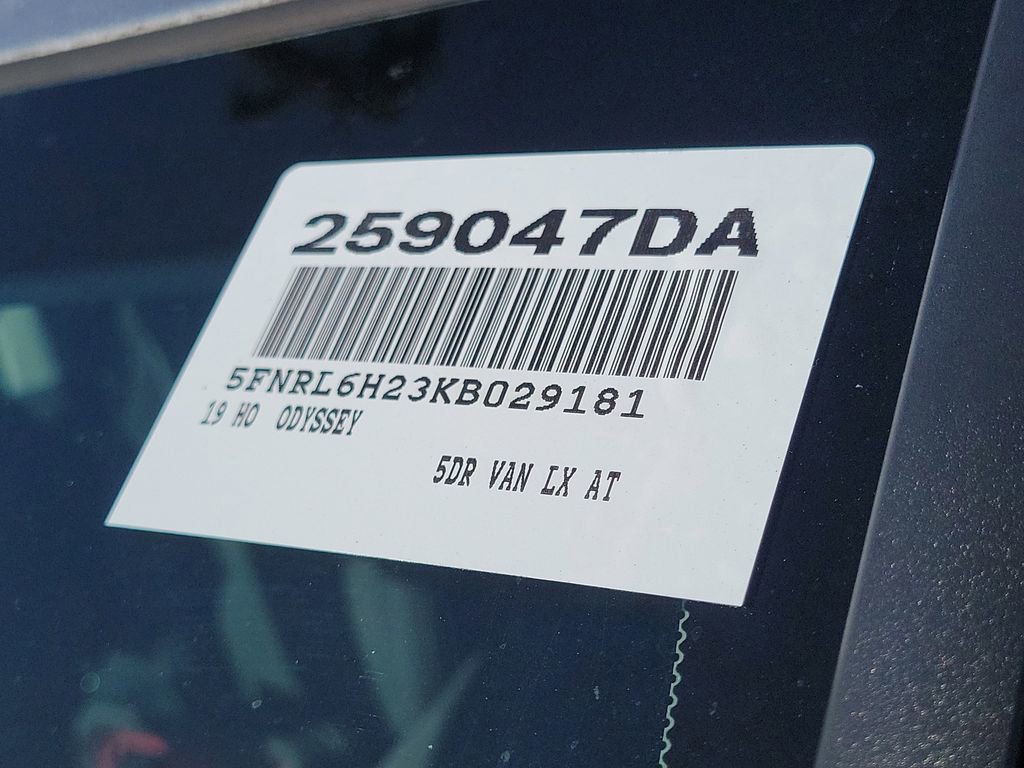 259047DA
5FNRL6H23KB029181
19 HO ODYSSEY
5DR VAN LX AT